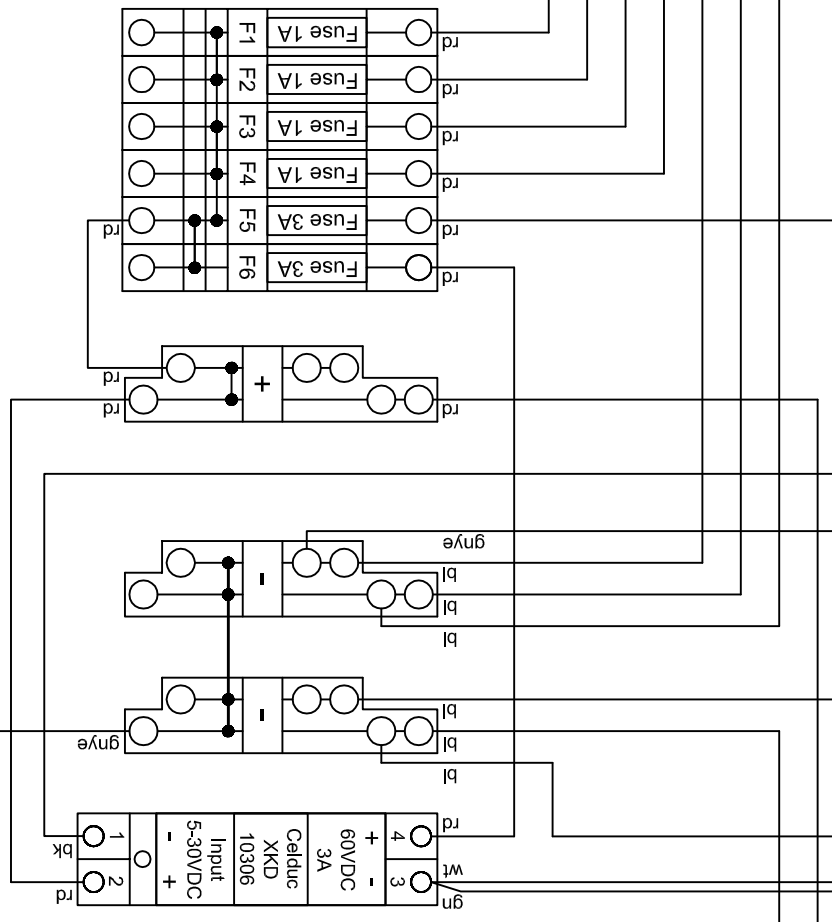 F1 Fuse 1A rd
F2 Fuse 1A rd
F3 Fuse 1A rd
F4 Fuse 1A rd
rd F5 Fuse 3A rd
F6 Fuse 3A rd
rd +
rd rd
gnye
- bl
bl
bl
- bl
gnye bl
bl
1 - + 4 rd
bk
Input
5-30VDC
Celduc
XKD
10306
60VDC
3A
2 + - 3 wt
rd gn